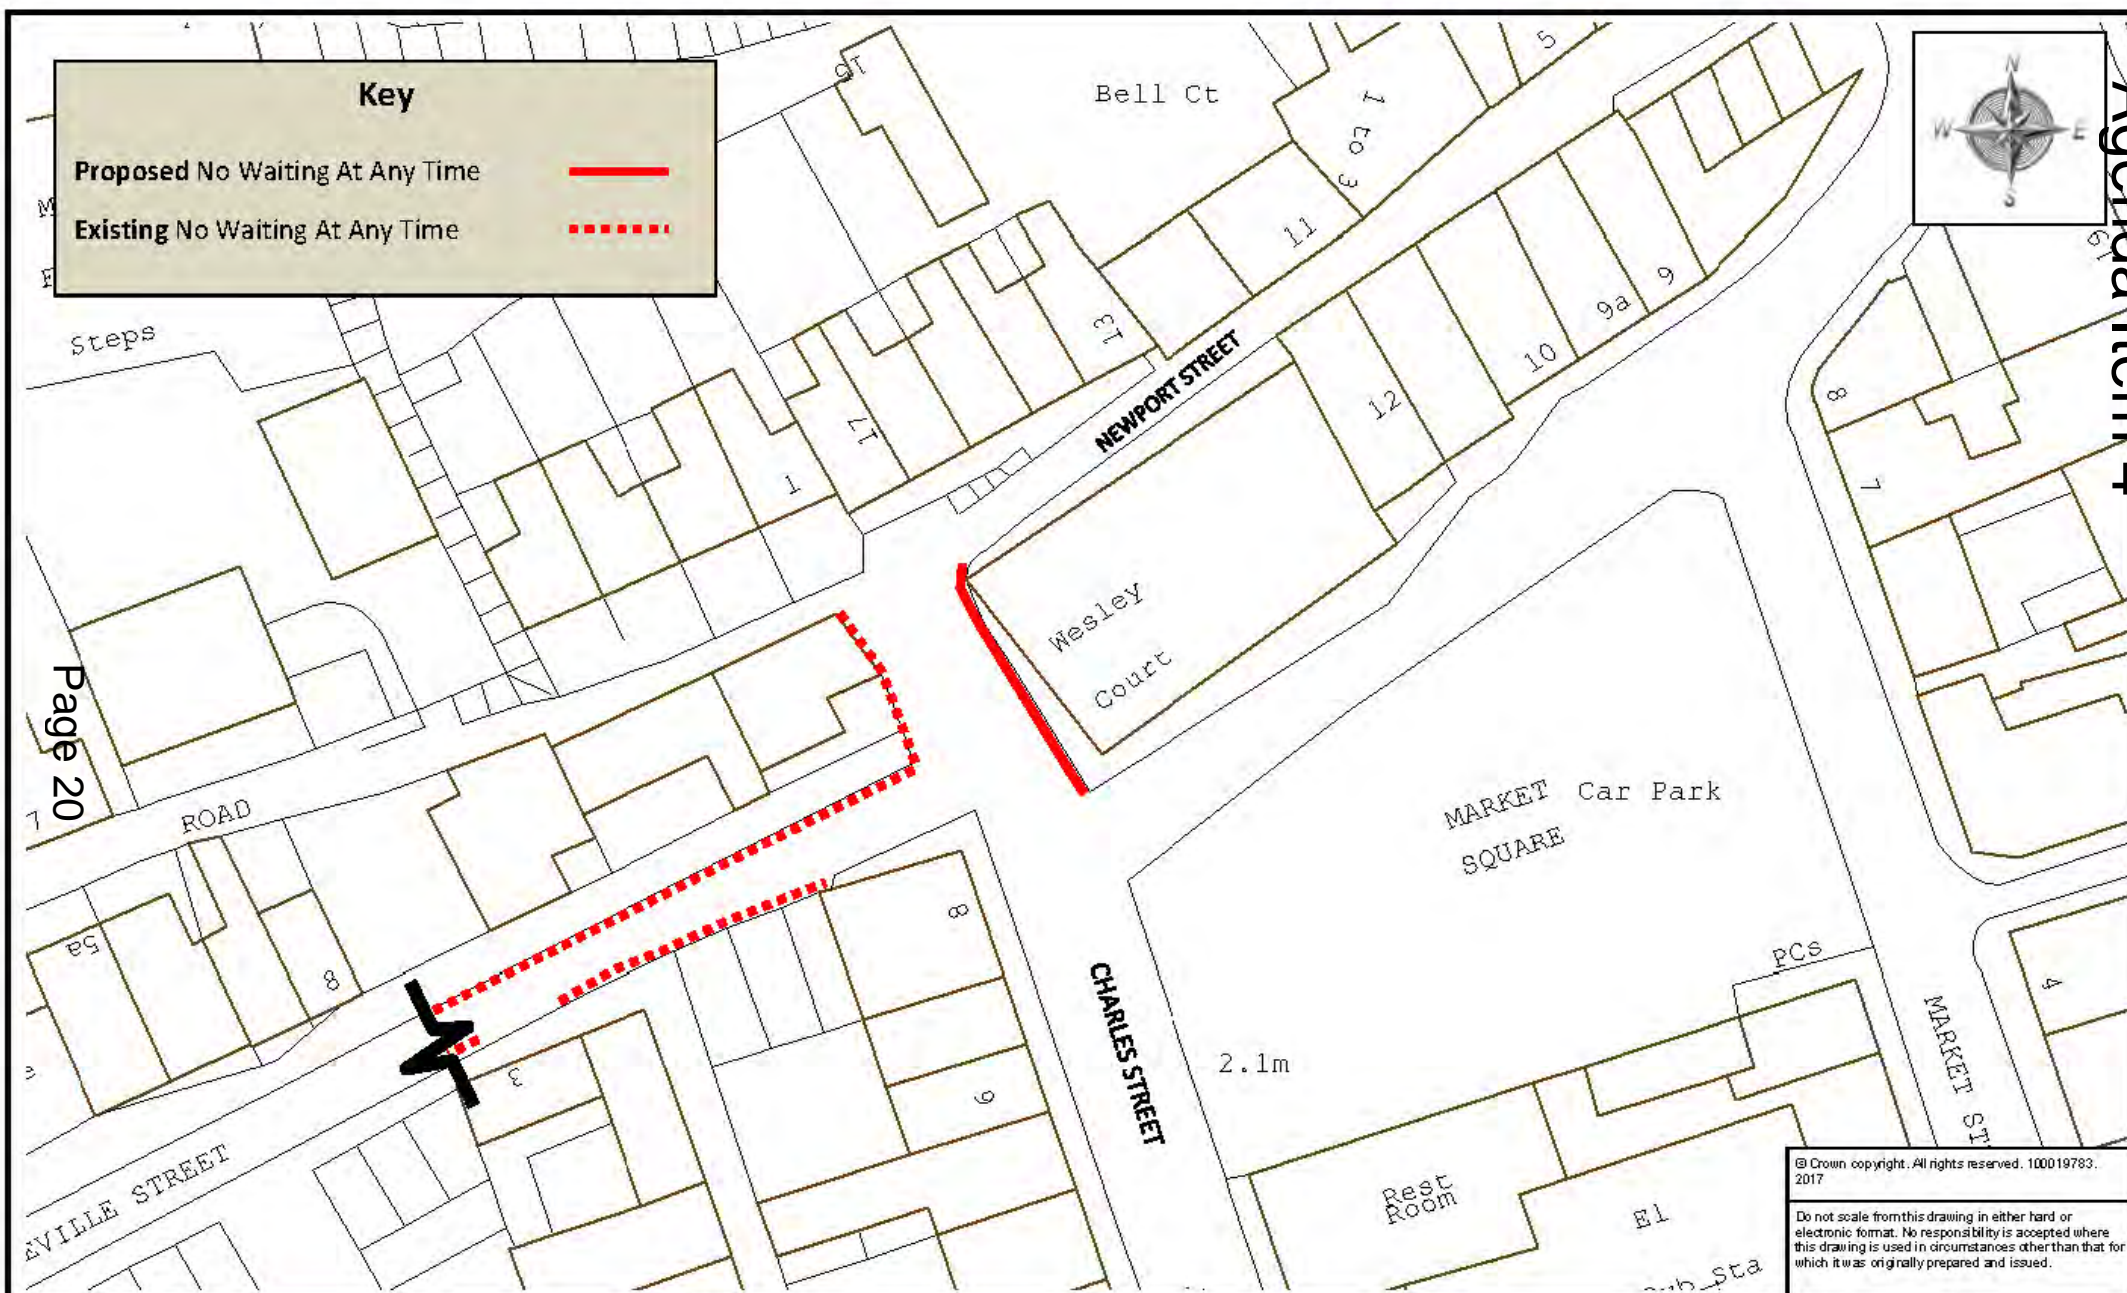 Key
Proposed No Waiting At Any Time
Existing No Waiting At Any Time
N
W E
S
Page 20
Steps
Bell Ct
5
1 to 3
11
13
NEWPORT STREET
17
1
12
10
9a
9
8
7
Wesley
Court
MARKET
SQUARE
Car Park
ROAD
7
5a
8
3
8
6
CHARLES STREET
2.1m
PCs
4
MARKET ST
EVILLE STREET
Rest
Room
El
Sub Sta
© Crown copyright. All rights reserved. 100019783.
2017
Do not scale from this drawing in either hard or
electronic format. No responsibility is accepted where
this drawing is used in circumstances other than that for
which it was originally prepared and issued.